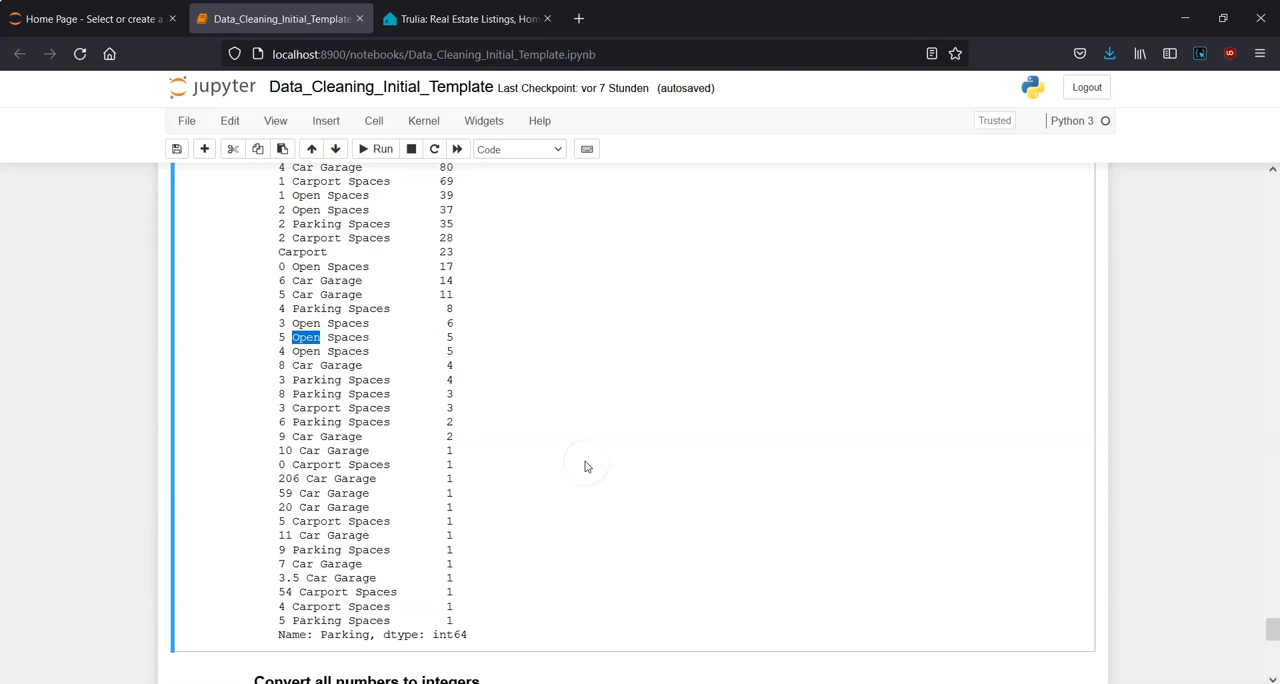 Home Page - Select or create a
Data_Cleaning_Initial_Template
Trulia: Real Estate Listings, Hom
localhost:8900/notebooks/Data_Cleaning_Initial_Template.ipynb
jupyter Data_Cleaning_Initial_Template Last Checkpoint: vor 7 Stunden (autosaved)
Logout
File Edit View Insert Cell Kernel Widgets Help
Trusted
Python 3
Run
Code
4 Car Garage 80
1 Carport Spaces 69
1 Open Spaces 39
2 Open Spaces 37
2 Parking Spaces 35
2 Carport Spaces 28
Carport 23
0 Open Spaces 17
6 Car Garage 14
5 Car Garage 11
4 Parking Spaces 8
3 Open Spaces 6
5 Open Spaces 5
4 Open Spaces 5
8 Car Garage 4
3 Parking Spaces 4
8 Parking Spaces 3
3 Carport Spaces 3
6 Parking Spaces 2
9 Car Garage 2
10 Car Garage 1
0 Carport Spaces 1
206 Car Garage 1
59 Car Garage 1
20 Car Garage 1
5 Carport Spaces 1
11 Car Garage 1
9 Parking Spaces 1
7 Car Garage 1
3.5 Car Garage 1
54 Carport Spaces 1
4 Carport Spaces 1
5 Parking Spaces 1
Name: Parking, dtype: int64
Convert all numbers to integers